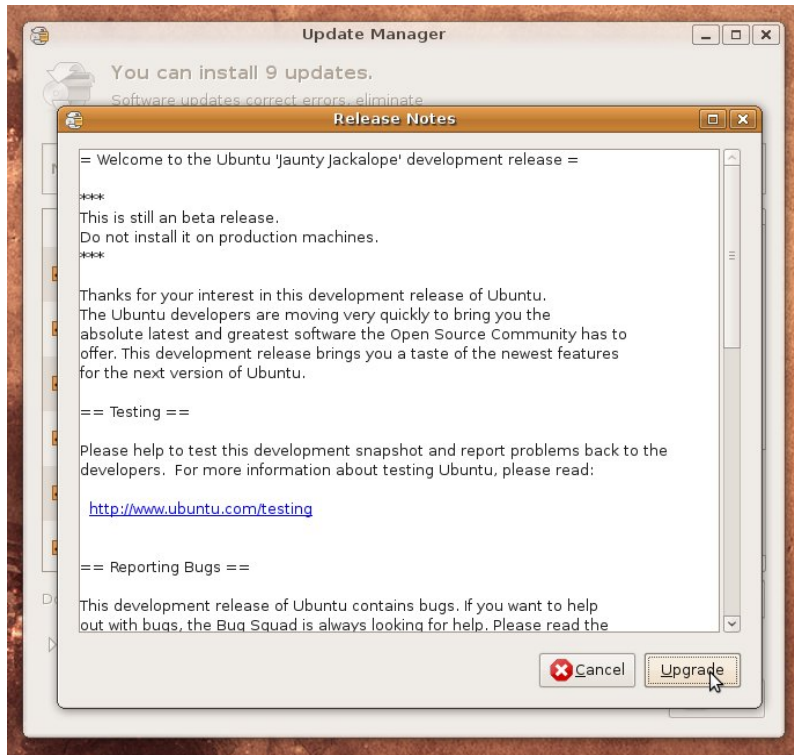 Update Manager
You can install 9 updates.
Software updates correct errors, eliminate
Release Notes
= Welcome to the Ubuntu 'Jaunty Jackalope' development release =
***
This is still an beta release.
Do not install it on production machines.
***
Thanks for your interest in this development release of Ubuntu.
The Ubuntu developers are moving very quickly to bring you the
absolute latest and greatest software the Open Source Community has to
offer. This development release brings you a taste of the newest features
for the next version of Ubuntu.
== Testing ==
Please help to test this development snapshot and report problems back to the
developers.  For more information about testing Ubuntu, please read:
http://www.ubuntu.com/testing
== Reporting Bugs ==
This development release of Ubuntu contains bugs. If you want to help
out with bugs, the Bug Squad is always looking for help. Please read the
Cancel Upgrade